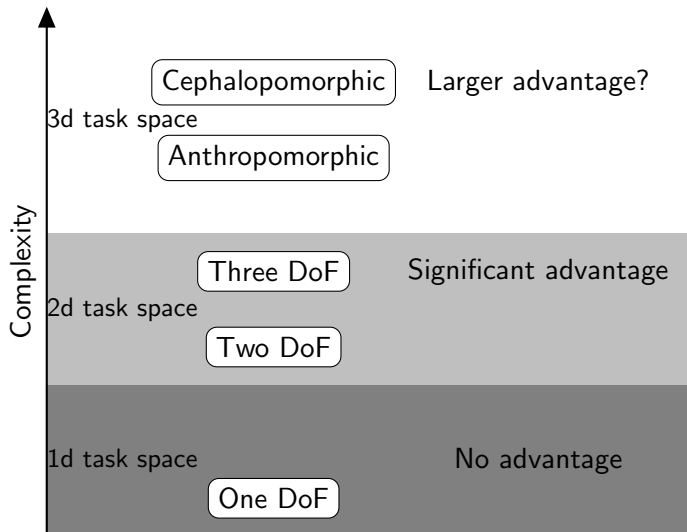 Cephalopomorphic
Larger advantage?
3d task space
Anthropomorphic
Complexity
Three DoF
Significant advantage
2d task space
Two DoF
1d task space
No advantage
One DoF